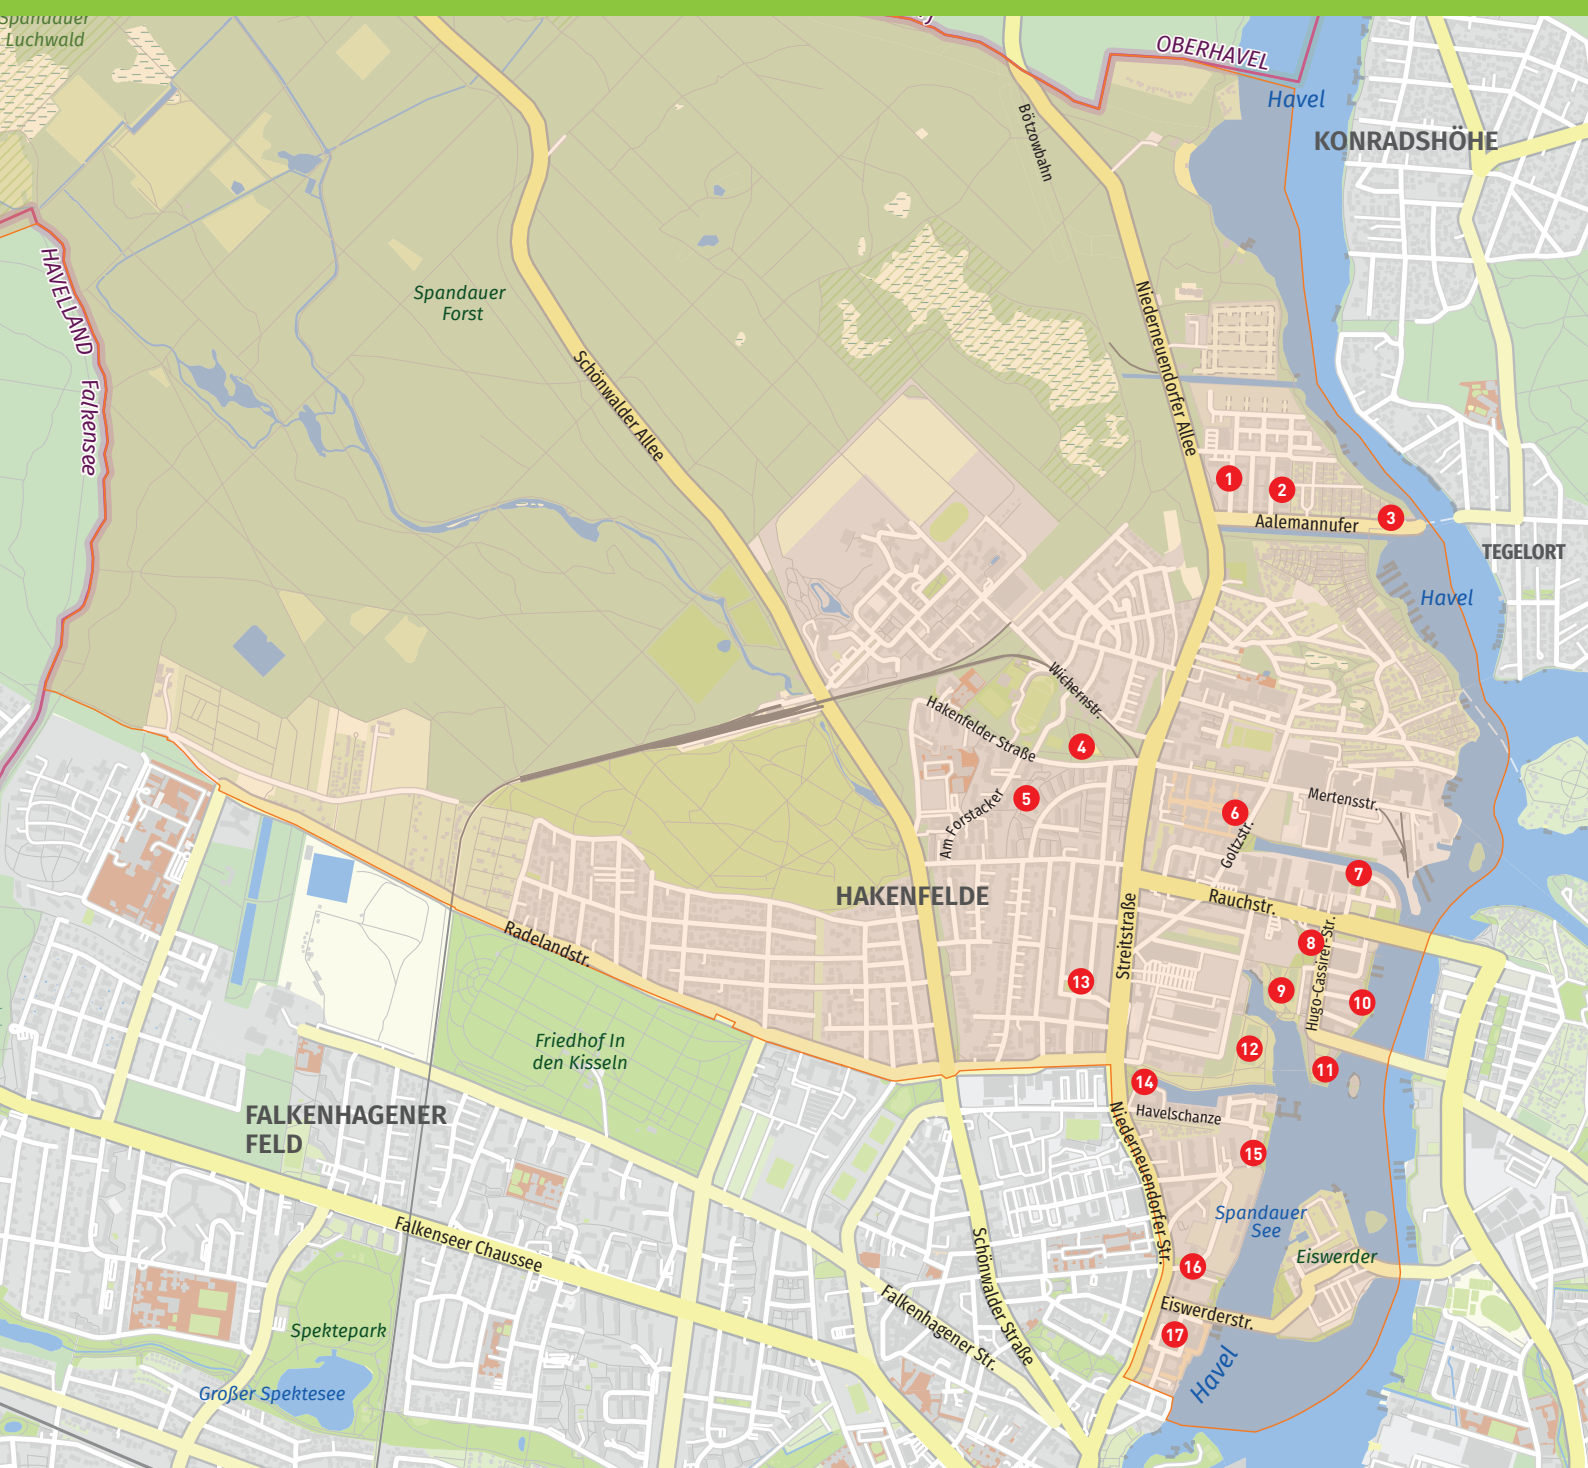 Spandauer
Luchwald
OBERHAVEL
Havel
KONRADSHÖHE
Bötzowbahn
HAVELLAND
Falkensee
Spandauer
Forst
Schönwalder Allee
Niederneuendorfer Allee
1
2
3
Aalemannufer
TEGELORT
Havel
Wichernstr.
Hakenfelder Straße
4
5
Am Forstacker
6
Mertensstr.
Goltzstr.
7
HAKENFELDE
Rauchstr.
Streitstraße
8
Hugo-Cassirer-Str.
9
10
13
Radelandstr.
12
11
Friedhof In
den Kisseln
14
Havelschanze
FALKENHAGENER
FELD
Niederneuendorfer Str.
15
Falkenseer Chaussee
Spandauer
See
Eiswerder
Schönwalder Straße
16
Falkenhagener Str.
Eiswerderstr.
17
Spektepark
Havel
Großer Spektesee